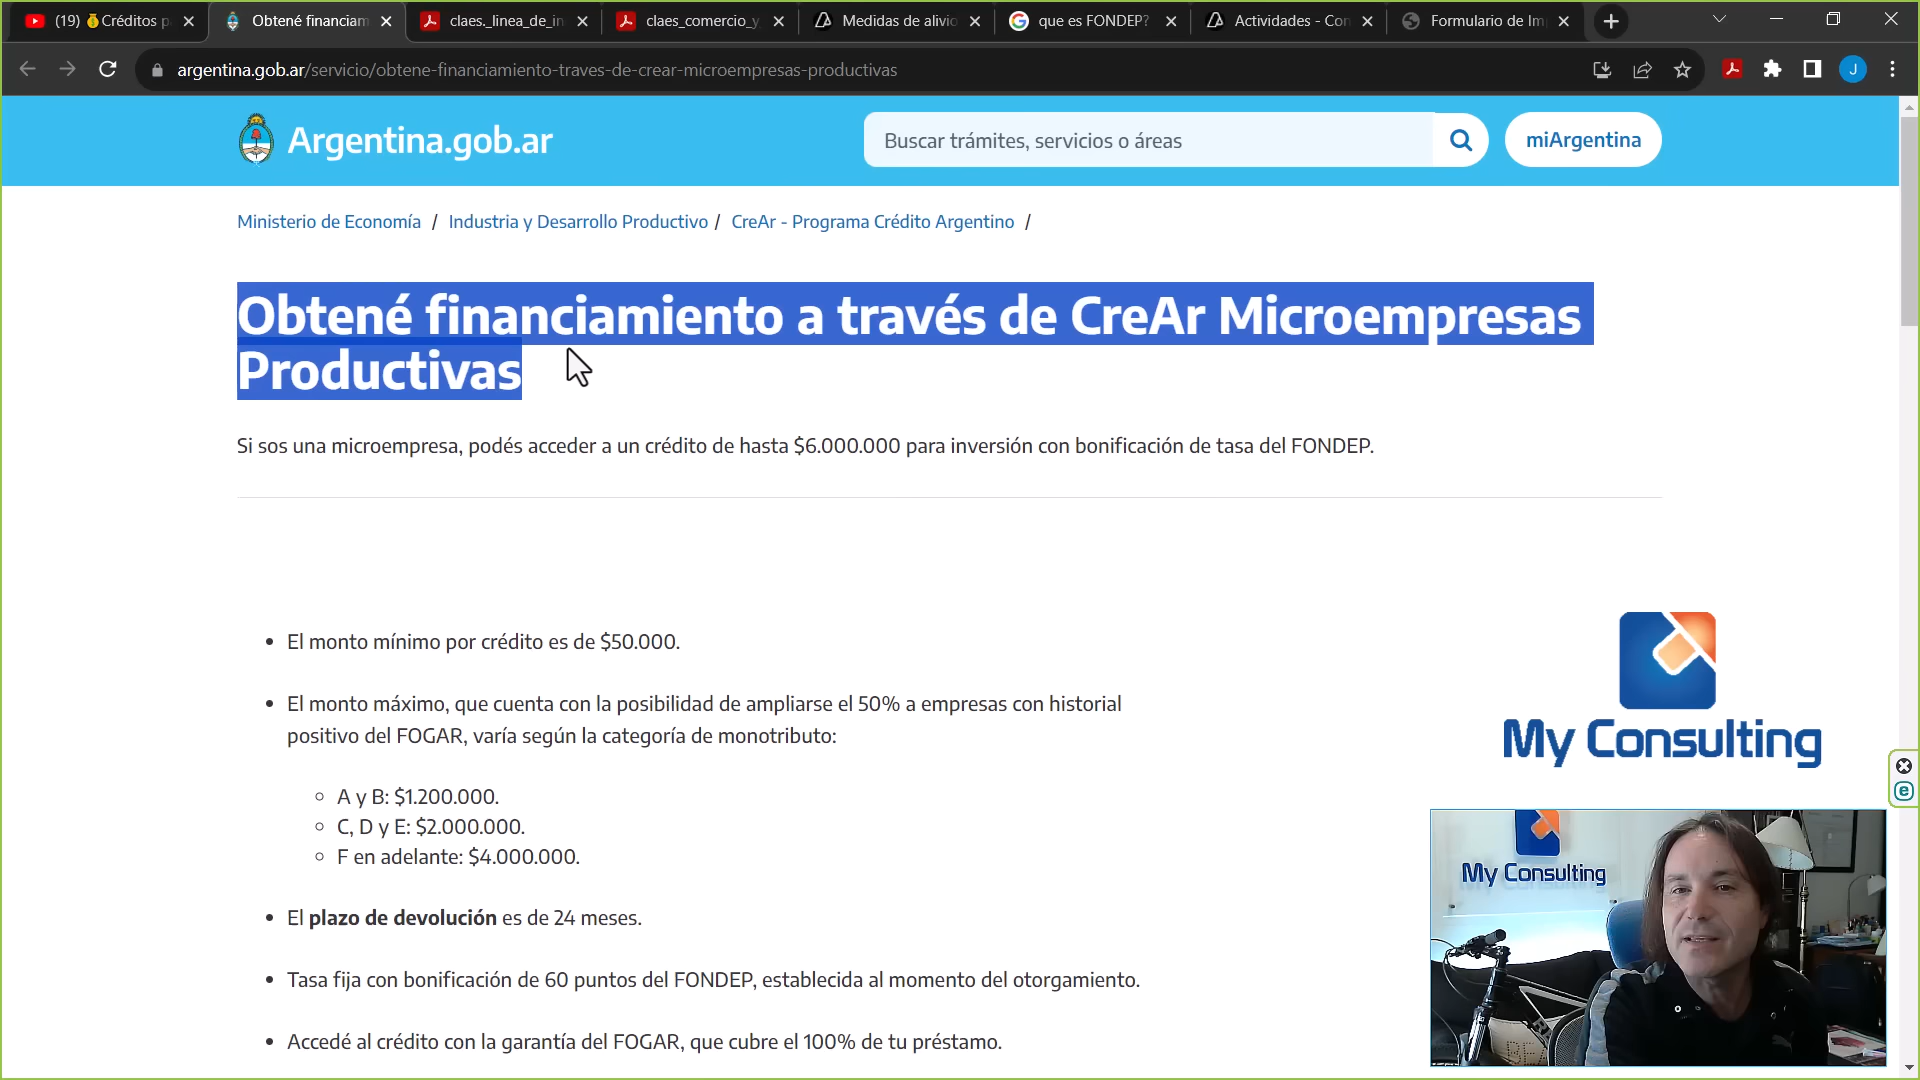 (19) 💰Créditos p
Obtené financiam
claes._linea_de_in
claes_comercio_y
Medidas de alivio
que es FONDEP?
Actividades - Con
Formulario de Im
argentina.gob.ar/servicio/obtene-financiamiento-traves-de-crear-microempresas-productivas
J
Argentina.gob.ar
Buscar trámites, servicios o áreas
miArgentina
Ministerio de Economía / Industria y Desarrollo Productivo / CreAr - Programa Crédito Argentino /
Obtené financiamiento a través de CreAr Microempresas
Productivas
Si sos una microempresa, podés acceder a un crédito de hasta $6.000.000 para inversión con bonificación de tasa del FONDEP.
El monto mínimo por crédito es de $50.000.
El monto máximo, que cuenta con la posibilidad de ampliarse el 50% a empresas con historial
positivo del FOGAR, varía según la categoría de monotributo:
A y B: $1.200.000.
C, D y E: $2.000.000.
F en adelante: $4.000.000.
El plazo de devolución es de 24 meses.
Tasa fija con bonificación de 60 puntos del FONDEP, establecida al momento del otorgamiento.
Accedé al crédito con la garantía del FOGAR, que cubre el 100% de tu préstamo.
My Consulting
My Consulting